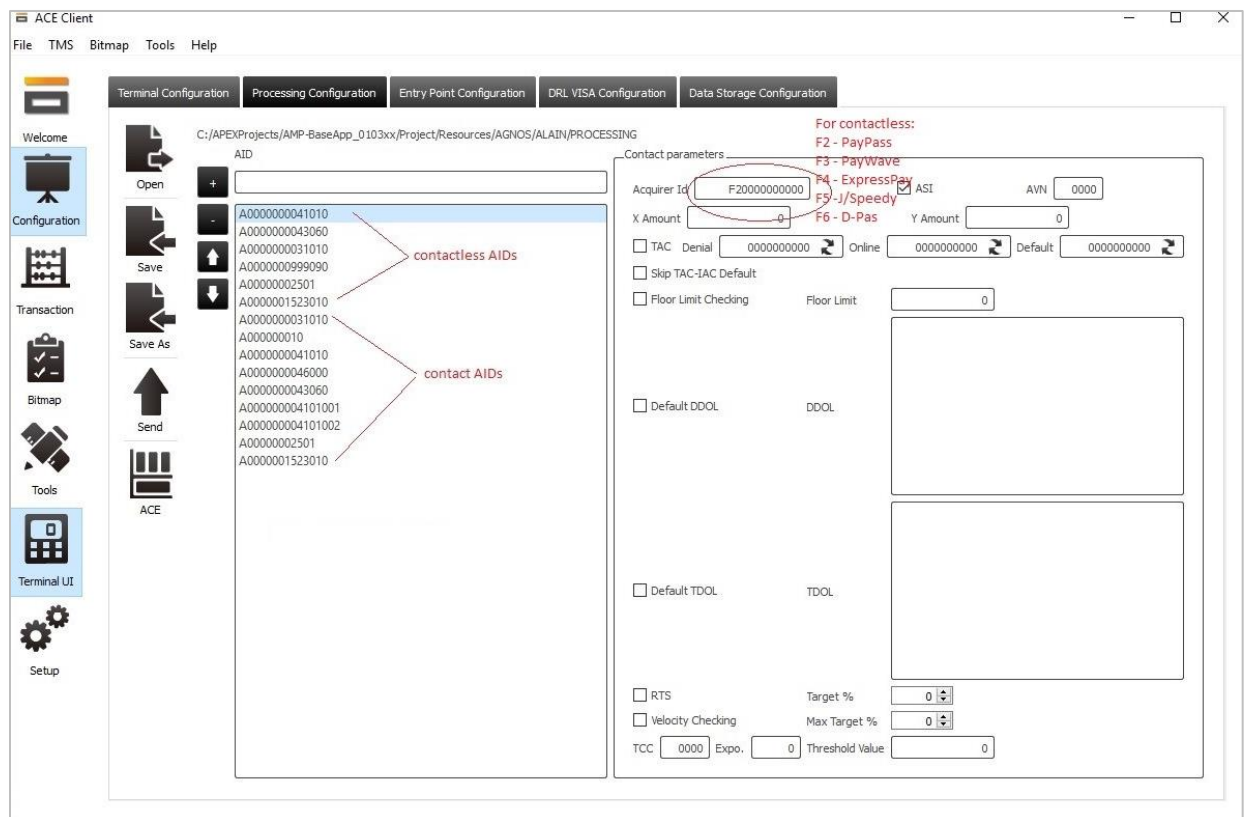 ACE Client
File TMS Bitmap Tools Help
Terminal Configuration Processing Configuration Entry Point Configuration DRL VISA Configuration Data Storage Configuration
Welcome
Configuration
Transaction
Bitmap
Tools
Terminal UI
Setup
Open
Save
Save As
Send
ACE
C:/APEXProjects/AMP-BaseApp_0103xx/Project/Resources/AGNOS/ALAIN/PROCESSING
AID
+
-
A0000000041010
A0000000043060
A0000000031010
A0000000999090
A00000002501
A0000001523010
A0000000031010
A000000010
A0000000041010
A0000000046000
A0000000043060
A000000004101001
A000000004101002
A00000002501
A0000001523010
contactless AIDs
contact AIDs
For contactless:
F2 - PayPass
F3 - PayWave
F4 - ExpressPay
F5 -J/Speedy
F6 - D-Pas
Contact parameters
Acquirer Id F20000000000 ASI AVN 0000
X Amount 0 Y Amount 0
TAC Denial 0000000000 Online 0000000000 Default 0000000000
Skip TAC-IAC Default
Floor Limit Checking Floor Limit 0
Default DDOL DDOL
Default TDOL TDOL
RTS Target % 0
Velocity Checking Max Target % 0
TCC 0000 Expo. 0 Threshold Value 0